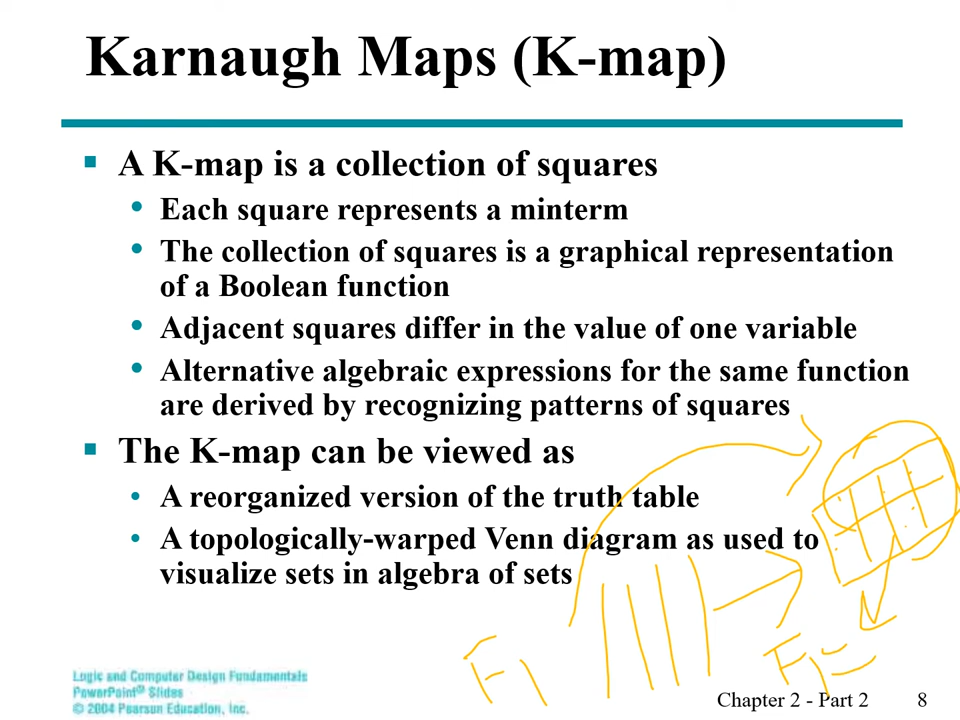 Karnaugh Maps (K-map)
A K-map is a collection of squares
Each square represents a minterm
The collection of squares is a graphical representation
of a Boolean function
Adjacent squares differ in the value of one variable
Alternative algebraic expressions for the same function
are derived by recognizing patterns of squares
The K-map can be viewed as
A reorganized version of the truth table
A topologically-warped Venn diagram as used to
visualize sets in algebra of sets
F1
F1=
Logic and Computer Design Fundamentals
PowerPoint® Slides
© 2004 Pearson Education, Inc.
Chapter 2 - Part 2 8